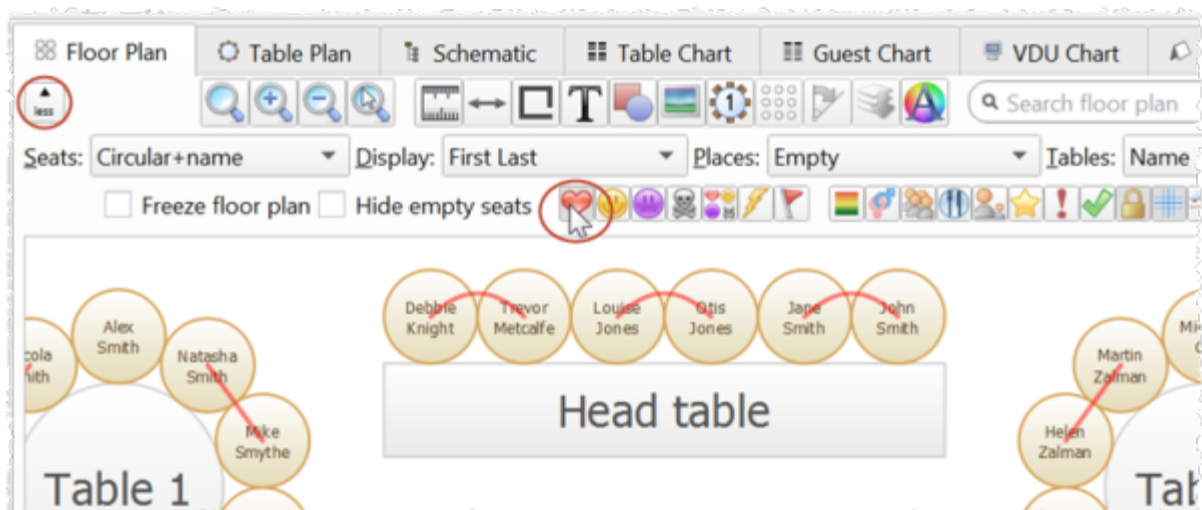 Floor Plan Table Plan Schematic Table Chart Guest Chart VDU Chart
less Search floor plan
Seats: Circular+name Display: First Last Places: Empty Tables: Name
Freeze floor plan Hide empty seats
Debbie Knight
Trevor Metcalfe
Louise Jones
Otis Jones
Jane Smith
John Smith
Alex Smith
Natasha Smith
Mike Smythe
Martin Zalman
Helen Zalman
Head table
Table 1